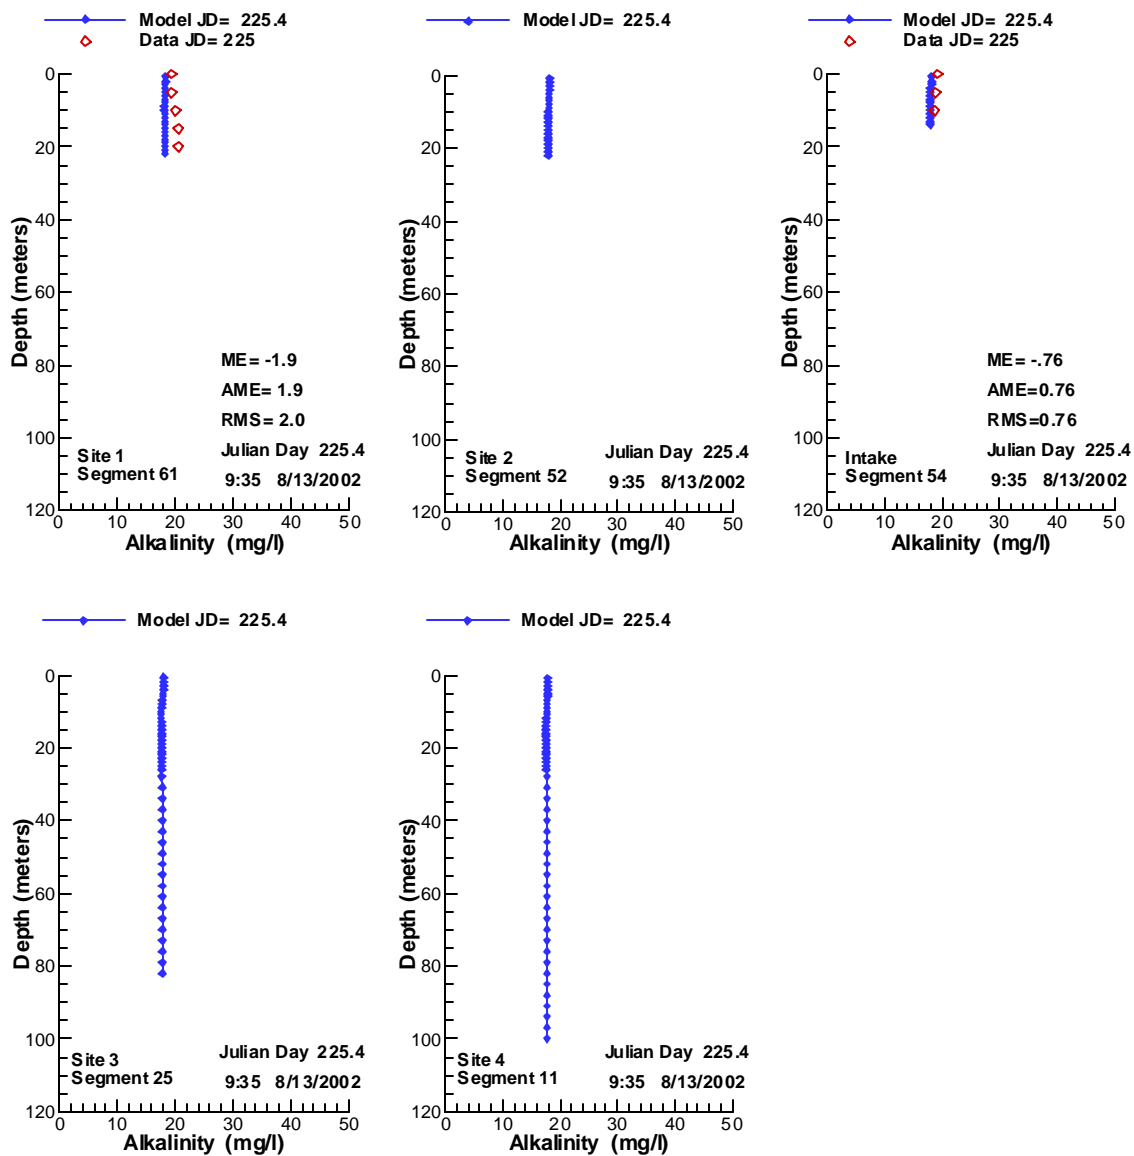 Model JD= 225.4
Data JD= 225
0
20
40
60
80
100
120
Depth (meters)
ME= -1.9
AME= 1.9
RMS= 2.0
Site 1
Segment 61
Julian Day 225.4
9:35 8/13/2002
0 10 20 30 40 50
Alkalinity (mg/l)
Model JD= 225.4
0
20
40
60
80
100
120
Depth (meters)
Site 2
Segment 52
Julian Day 225.4
9:35 8/13/2002
0 10 20 30 40 50
Alkalinity (mg/l)
Model JD= 225.4
Data JD= 225
0
20
40
60
80
100
120
Depth (meters)
ME= -.76
AME=0.76
RMS=0.76
Intake
Segment 54
Julian Day 225.4
9:35 8/13/2002
0 10 20 30 40 50
Alkalinity (mg/l)
Model JD= 225.4
0
20
40
60
80
100
120
Depth (meters)
Site 3
Segment 25
Julian Day 225.4
9:35 8/13/2002
0 10 20 30 40 50
Alkalinity (mg/l)
Model JD= 225.4
0
20
40
60
80
100
120
Depth (meters)
Site 4
Segment 11
Julian Day 225.4
9:35 8/13/2002
0 10 20 30 40 50
Alkalinity (mg/l)